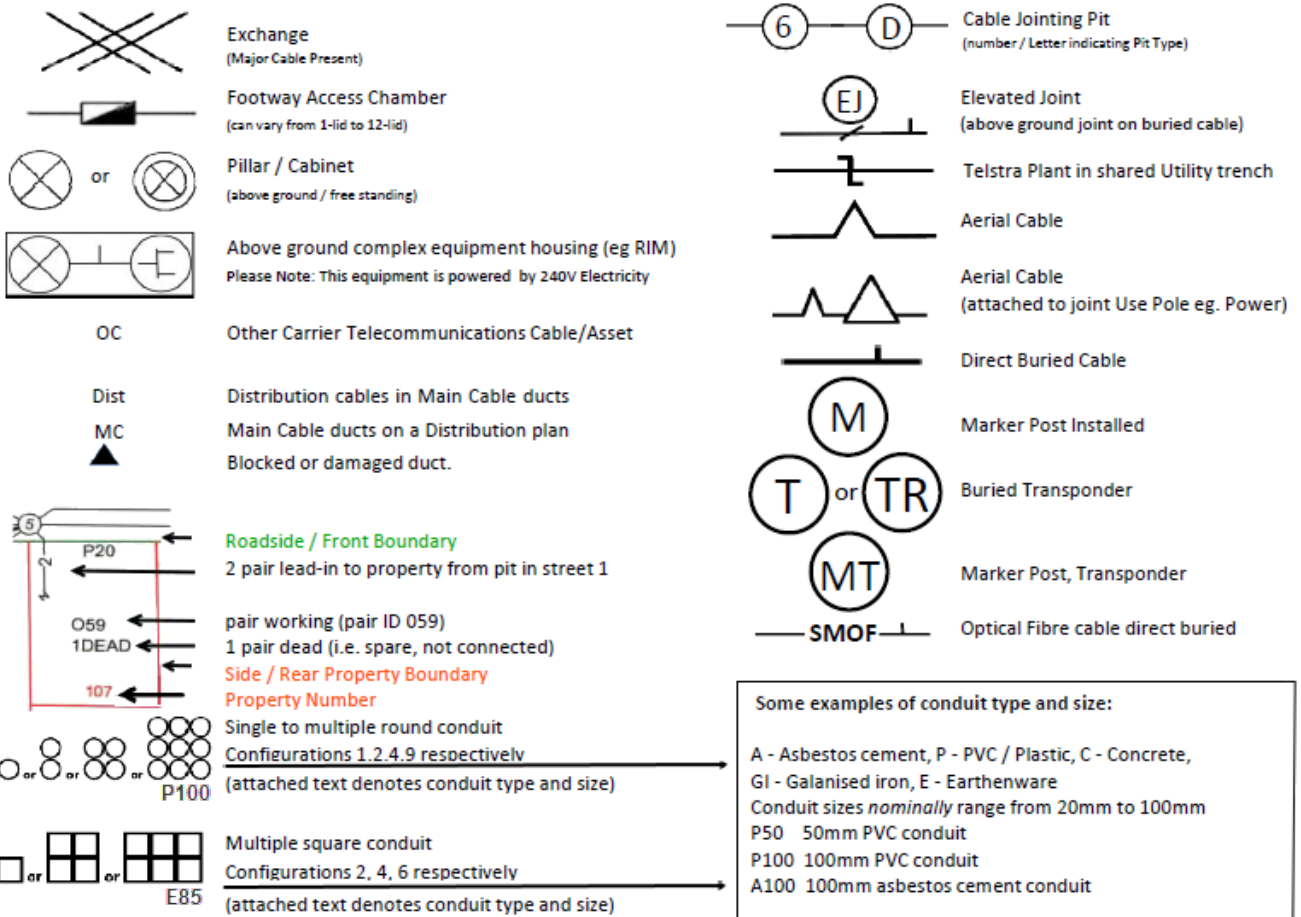 Exchange
(Major Cable Present)
Footway Access Chamber
(can vary from 1-lid to 12-lid)
or
Pillar / Cabinet
(above ground / free standing)
Above ground complex equipment housing (eg RIM)
Please Note: This equipment is powered by 240V Electricity
OC Other Carrier Telecommunications Cable/Asset
Dist Distribution cables in Main Cable ducts
MC Main Cable ducts on a Distribution plan
Blocked or damaged duct.
5
P20
2
Roadside / Front Boundary
2 pair lead-in to property from pit in street 1
O59 pair working (pair ID 059)
1DEAD 1 pair dead (i.e. spare, not connected)
Side / Rear Property Boundary
107 Property Number
Single to multiple round conduit
or or or Configurations 1.2.4.9 respectively
P100 (attached text denotes conduit type and size)
Multiple square conduit
or or Configurations 2, 4, 6 respectively
E85 (attached text denotes conduit type and size)
6 D Cable Jointing Pit
(number / Letter indicating Pit Type)
EJ Elevated Joint
(above ground joint on buried cable)
Telstra Plant in shared Utility trench
Aerial Cable
Aerial Cable
(attached to joint Use Pole eg. Power)
Direct Buried Cable
M Marker Post Installed
T or TR Buried Transponder
MT Marker Post, Transponder
SMOF Optical Fibre cable direct buried
Some examples of conduit type and size:
A - Asbestos cement, P - PVC / Plastic, C - Concrete,
GI - Galanised iron, E - Earthenware
Conduit sizes nominally range from 20mm to 100mm
P50 50mm PVC conduit
P100 100mm PVC conduit
A100 100mm asbestos cement conduit